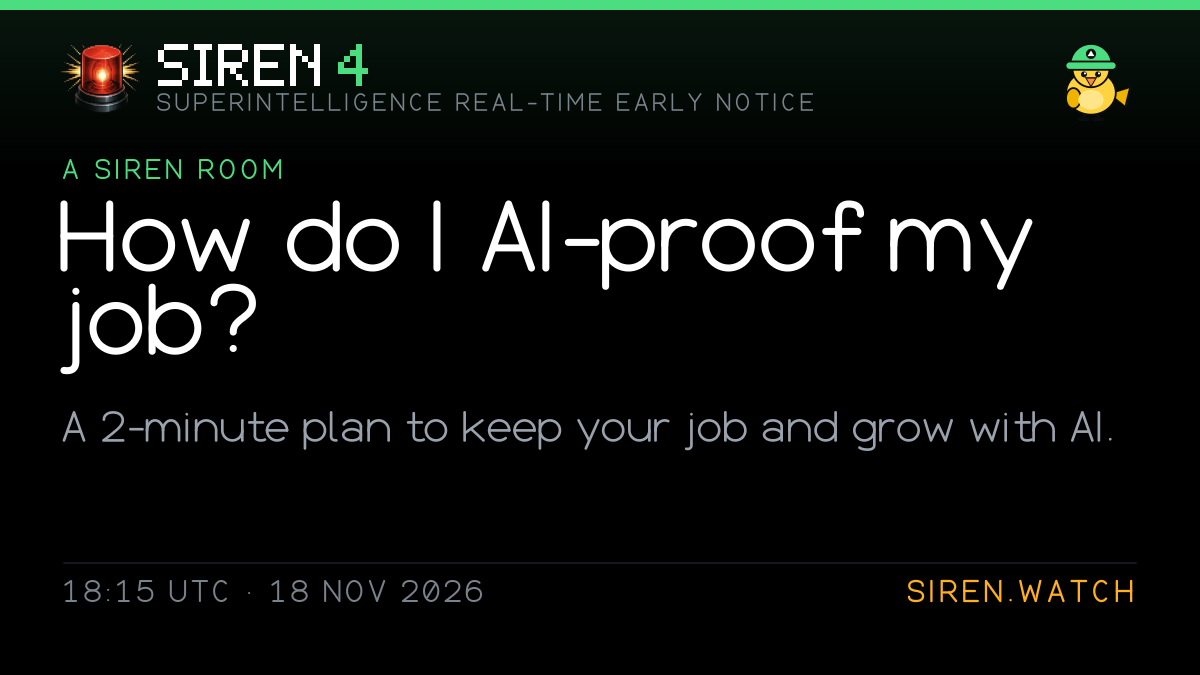 SIREN 4
SUPERINTELLIGENCE REAL-TIME EARLY NOTICE
A SIREN ROOM
How do I AI-proof my
job?
A 2-minute plan to keep your job and grow with AI.
18:15 UTC · 18 NOV 2026
SIREN.WATCH